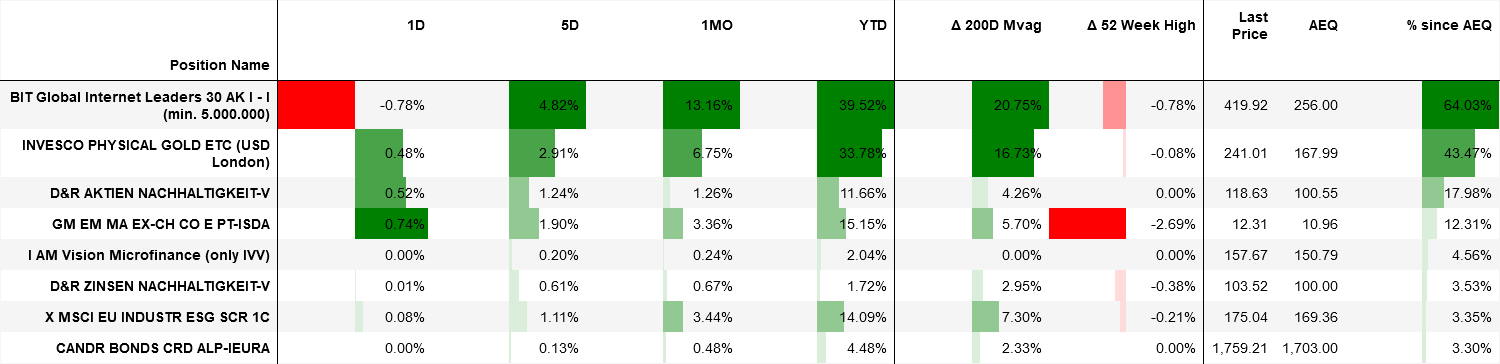 Position Name 1D 5D 1MO YTD Δ 200D Mvag Δ 52 Week High Last Price AEQ % since AEQ
BIT Global Internet Leaders 30 AK I - I (min. 5.000.000) -0.78% 4.82% 13.16% 39.52% 20.75% -0.78% 419.92 256.00 64.03%
INVESCO PHYSICAL GOLD ETC (USD London) 0.48% 2.91% 6.75% 33.78% 16.73% -0.08% 241.01 167.99 43.47%
D&R AKTIEN NACHHALTIGKEIT-V 0.52% 1.24% 1.26% 11.66% 4.26% 0.00% 118.63 100.55 17.98%
GM EM MA EX-CH CO E PT-ISDA 0.74% 1.90% 3.36% 15.15% 5.70% -2.69% 12.31 10.96 12.31%
I AM Vision Microfinance (only IVV) 0.00% 0.20% 0.24% 2.04% 0.00% 0.00% 157.67 150.79 4.56%
D&R ZINSEN NACHHALTIGKEIT-V 0.01% 0.61% 0.67% 1.72% 2.95% -0.38% 103.52 100.00 3.53%
X MSCI EU INDUSTR ESG SCR 1C 0.08% 1.11% 3.44% 14.09% 7.30% -0.21% 175.04 169.36 3.35%
CANDR BONDS CRD ALP-IEURA 0.00% 0.13% 0.48% 4.48% 2.33% 0.00% 1,759.21 1,703.00 3.30%